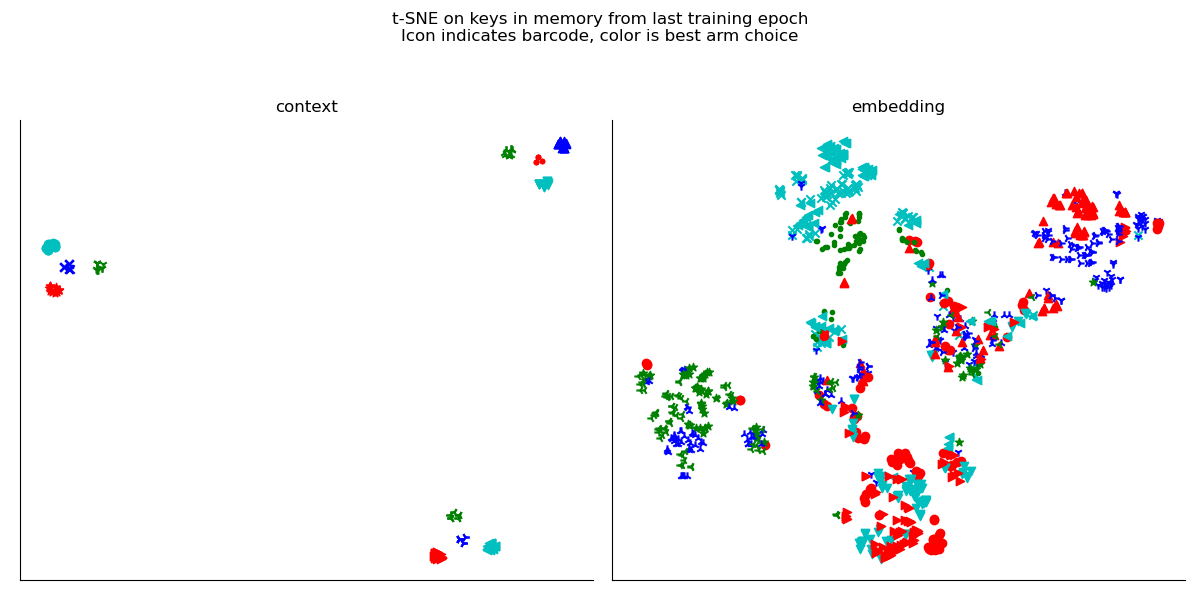 t-SNE on keys in memory from last training epoch
Icon indicates barcode, color is best arm choice
context
embedding